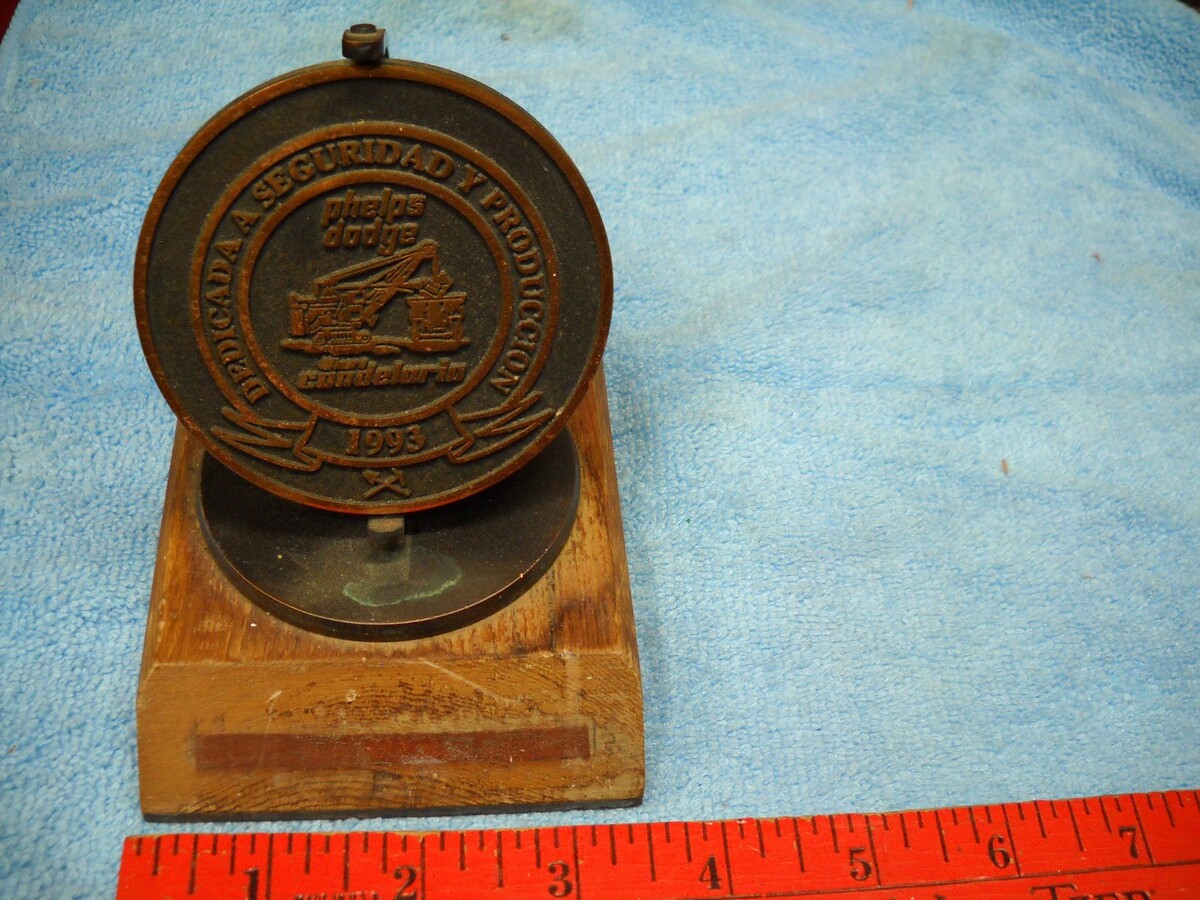 DEDICADA A SEGURIDAD Y PRODUCCION
phelps
dodge
candelaria
1993
1 2 3 4 5 6 7